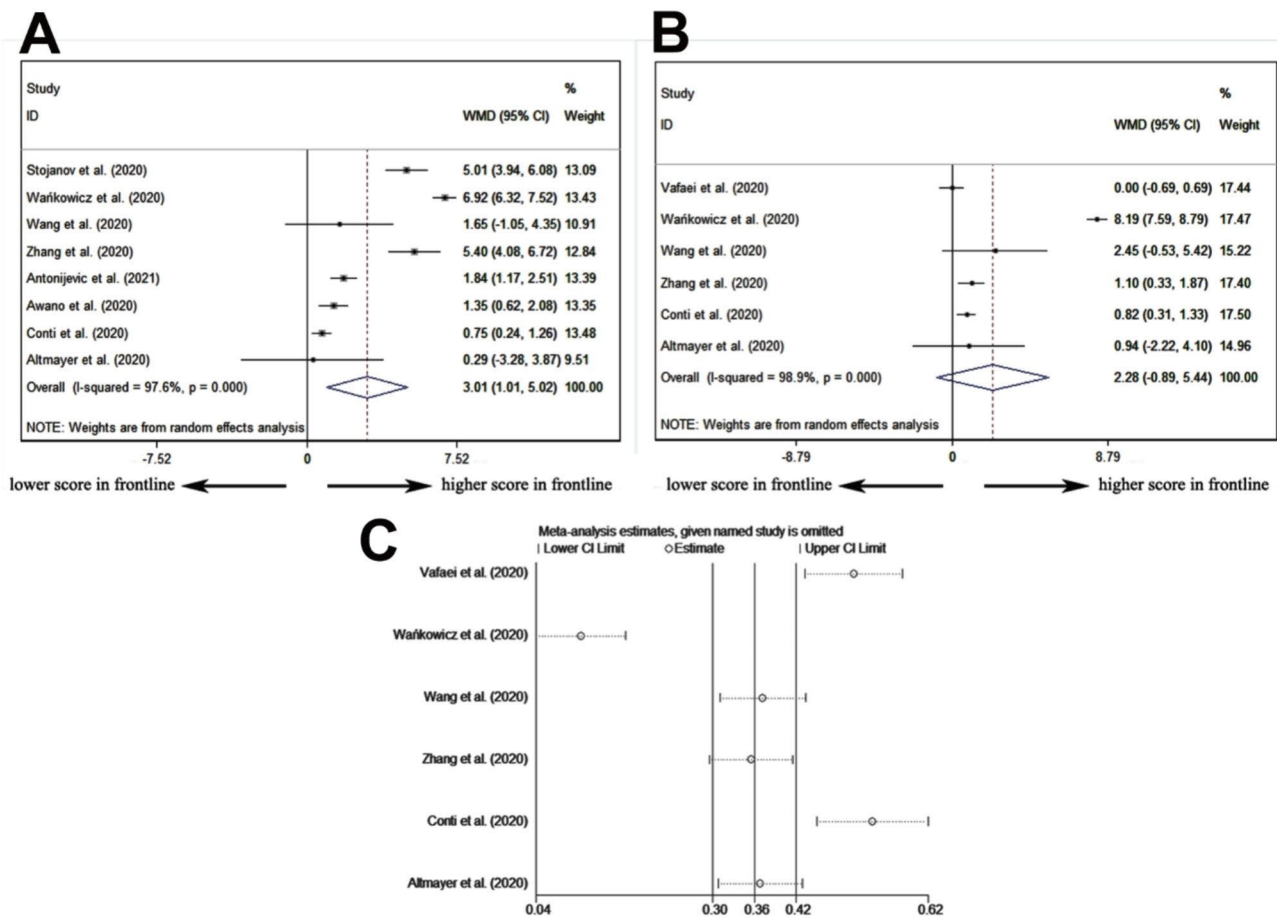 A
Study %
ID WMD (95% CI) Weight
Stojanov et al. (2020) 5.01 (3.94, 6.08) 13.09
Wańkowicz et al. (2020) 6.92 (6.32, 7.52) 13.43
Wang et al. (2020) 1.65 (-1.05, 4.35) 10.91
Zhang et al. (2020) 5.40 (4.08, 6.72) 12.84
Antonijevic et al. (2021) 1.84 (1.17, 2.51) 13.39
Awano et al. (2020) 1.35 (0.62, 2.08) 13.35
Conti et al. (2020) 0.75 (0.24, 1.26) 13.48
Altmayer et al. (2020) 0.29 (-3.28, 3.87) 9.51
Overall (I-squared = 97.6%, p = 0.000) 3.01 (1.01, 5.02) 100.00
NOTE: Weights are from random effects analysis
-7.52 0 7.52
lower score in frontline higher score in frontline
B
Study %
ID WMD (95% CI) Weight
Vafaei et al. (2020) 0.00 (-0.69, 0.69) 17.44
Wańkowicz et al. (2020) 8.19 (7.59, 8.79) 17.47
Wang et al. (2020) 2.45 (-0.53, 5.42) 15.22
Zhang et al. (2020) 1.10 (0.33, 1.87) 17.40
Conti et al. (2020) 0.82 (0.31, 1.33) 17.50
Altmayer et al. (2020) 0.94 (-2.22, 4.10) 14.96
Overall (I-squared = 98.9%, p = 0.000) 2.28 (-0.89, 5.44) 100.00
NOTE: Weights are from random effects analysis
-8.79 0 8.79
lower score in frontline higher score in frontline
C
Meta-analysis estimates, given named study is omitted
| Lower CI Limit ○Estimate | Upper CI Limit
Vafaei et al. (2020)
Wańkowicz et al. (2020)
Wang et al. (2020)
Zhang et al. (2020)
Conti et al. (2020)
Altmayer et al. (2020)
0.04 0.30 0.36 0.42 0.62